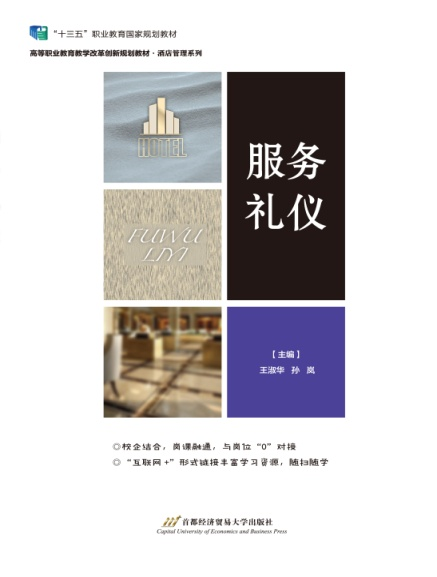 “十三五”职业教育国家规划教材
高等职业教育教学改革创新规划教材·酒店管理系列
HOTEL
服务
礼仪
FUWU
LIYI
【主编】
王淑华 孙 岚
◎校企结合，岗课融通，与岗位“0”对接
◎“互联网+”形式链接丰富学习资源，随扫随学
首都经济贸易大学出版社
Capital University of Economics and Business Press